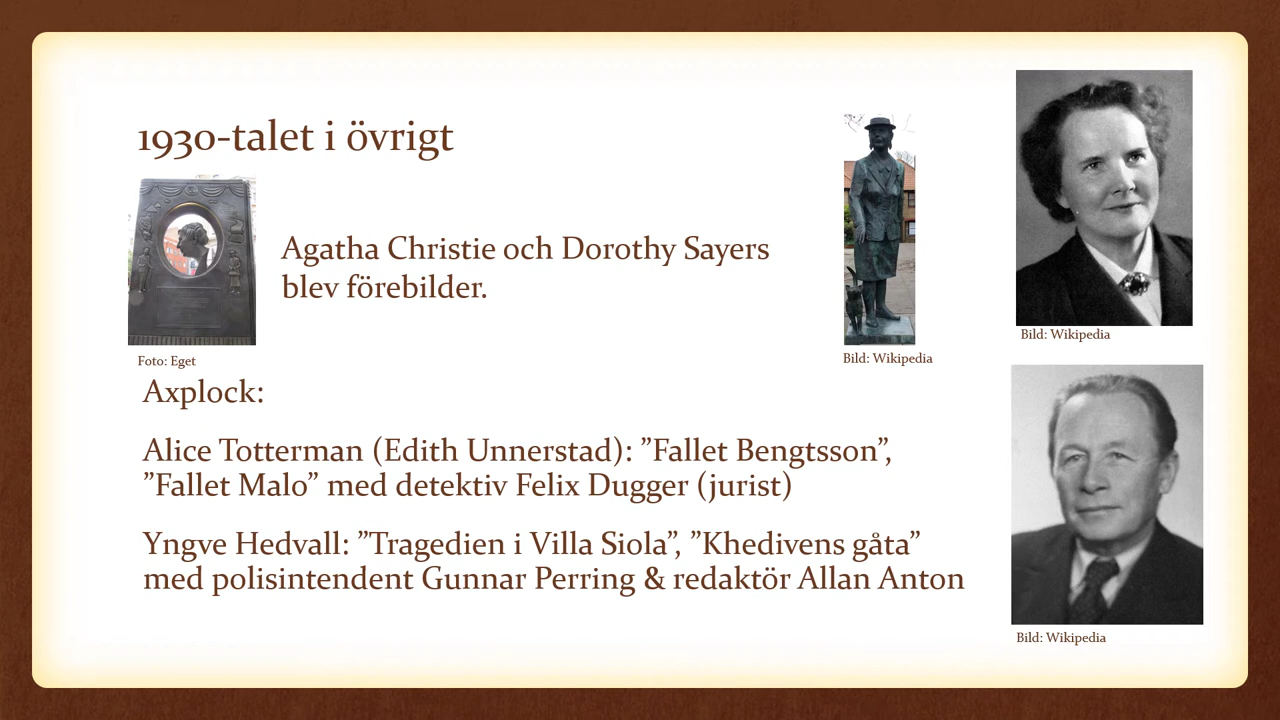 1930-talet i övrigt
Agatha Christie och Dorothy Sayers
blev förebilder.
Foto: Eget
Bild: Wikipedia
Bild: Wikipedia
Axplock:
Alice Totterman (Edith Unnerstad): ”Fallet Bengtsson”,
”Fallet Malo” med detektiv Felix Dugger (jurist)
Yngve Hedvall: ”Tragedien i Villa Siola”, ”Khedivens gåta”
med polisintendent Gunnar Perring & redaktör Allan Anton
Bild: Wikipedia